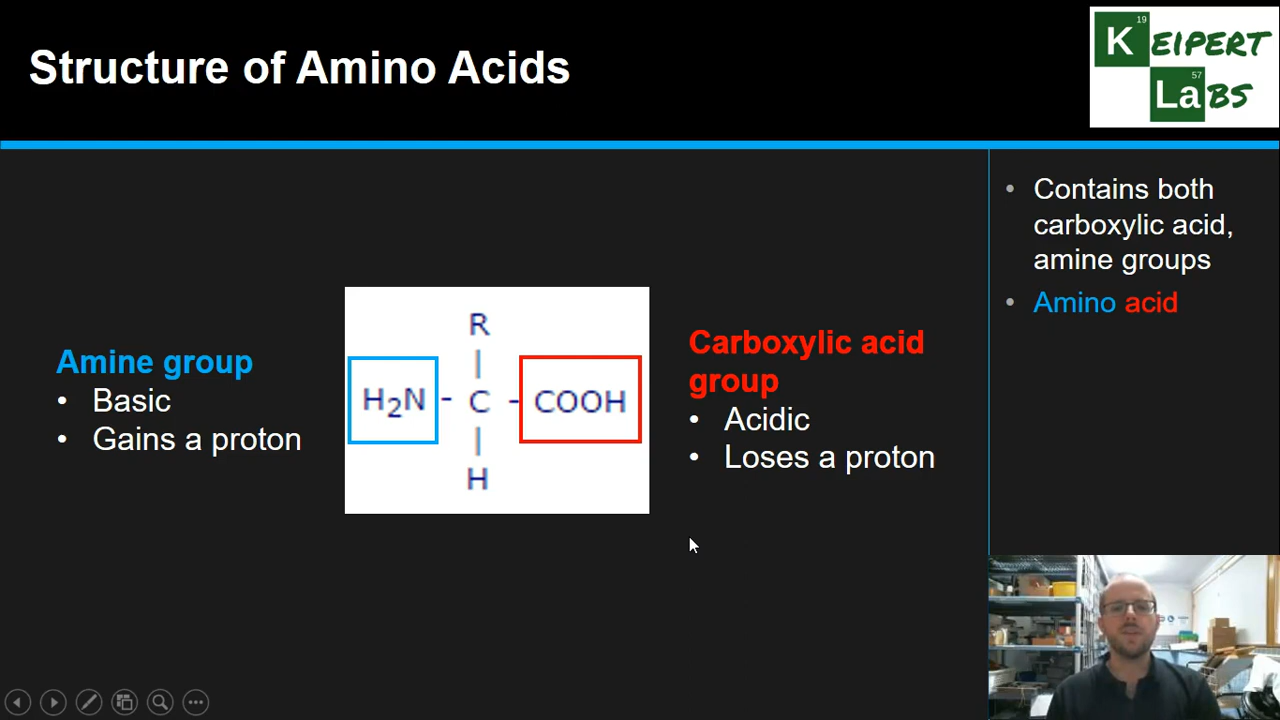 Structure of Amino Acids
19
K EIPERT
57
LaBS
Amine group
• Basic
• Gains a proton
R
H₂N - C - COOH
H
Carboxylic acid
group
• Acidic
• Loses a proton
• Contains both
carboxylic acid,
amine groups
• Amino acid